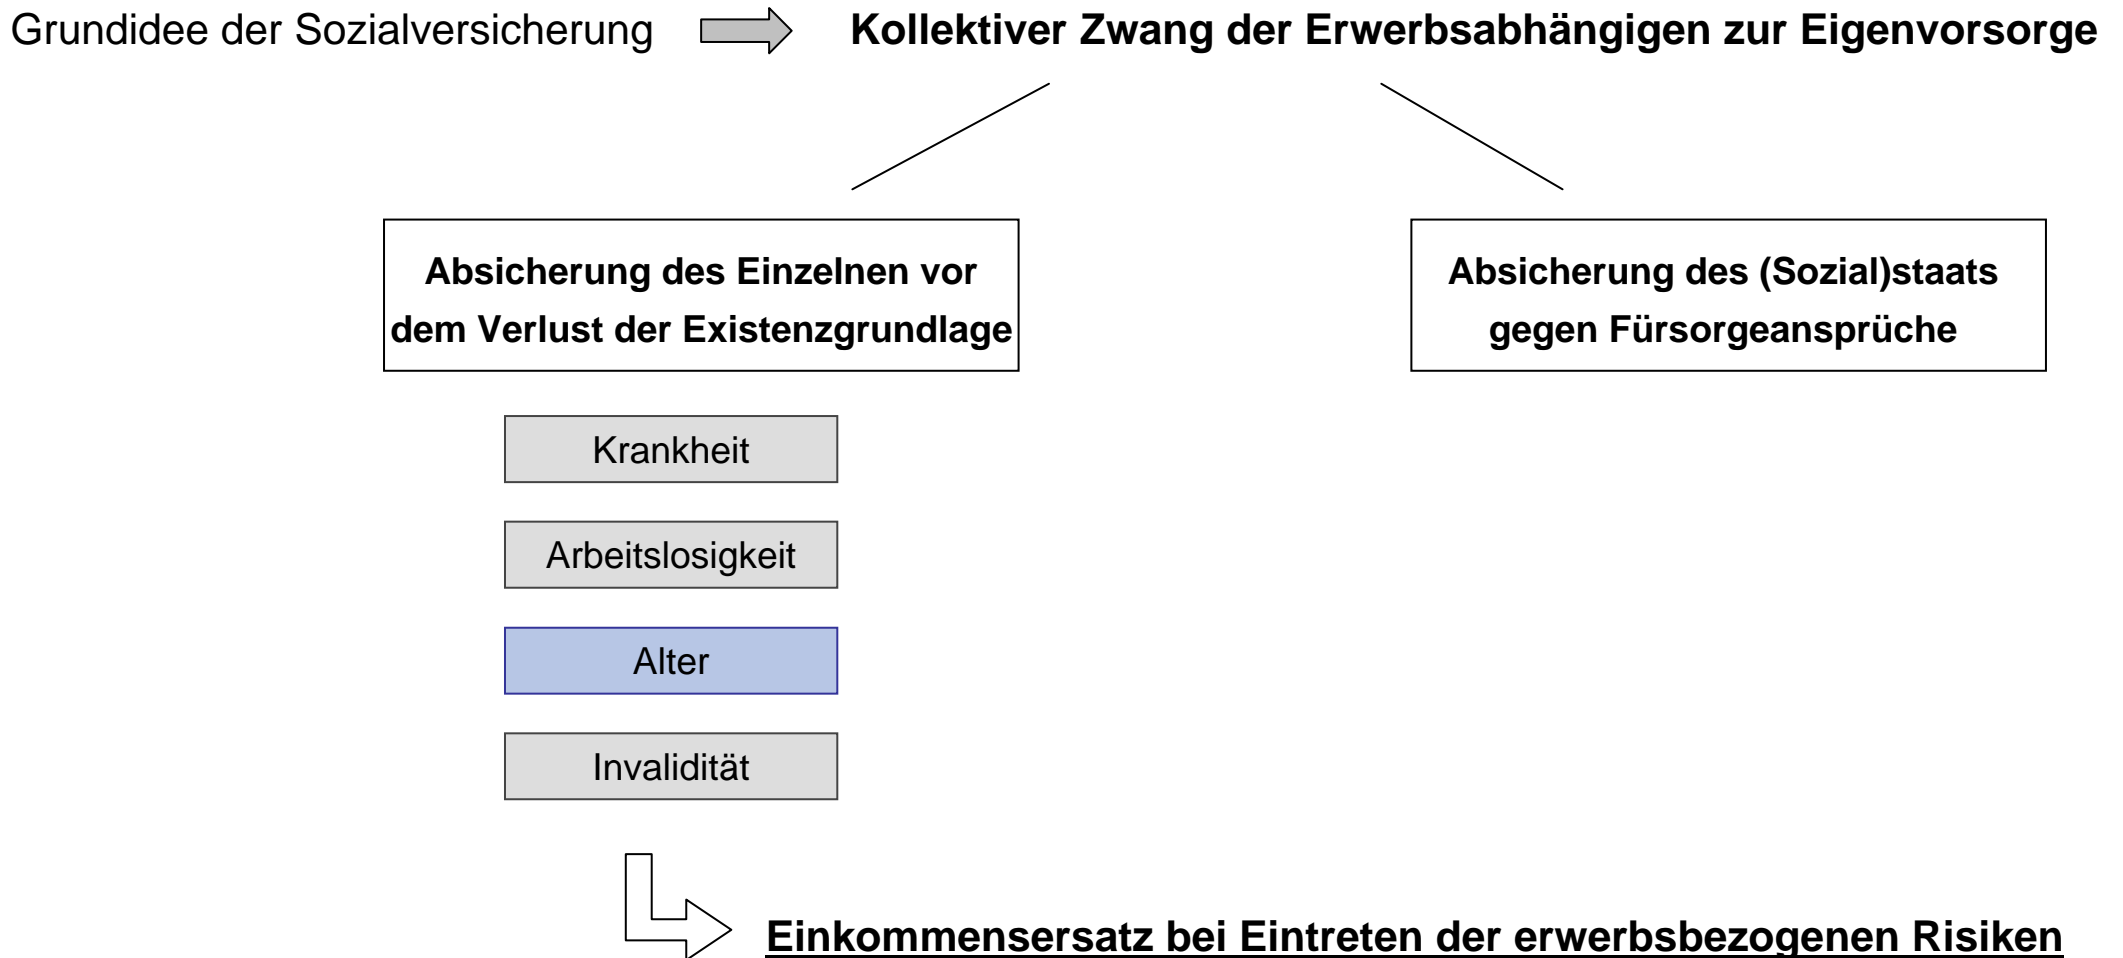 Grundidee der Sozialversicherung
Kollektiver Zwang der Erwerbsabhängigen zur Eigenvorsorge
Absicherung des Einzelnen vor
dem Verlust der Existenzgrundlage
Absicherung des (Sozial)staats
gegen Fürsorgeansprüche
Krankheit
Arbeitslosigkeit
Alter
Invalidität
Einkommensersatz bei Eintreten der erwerbsbezogenen Risiken